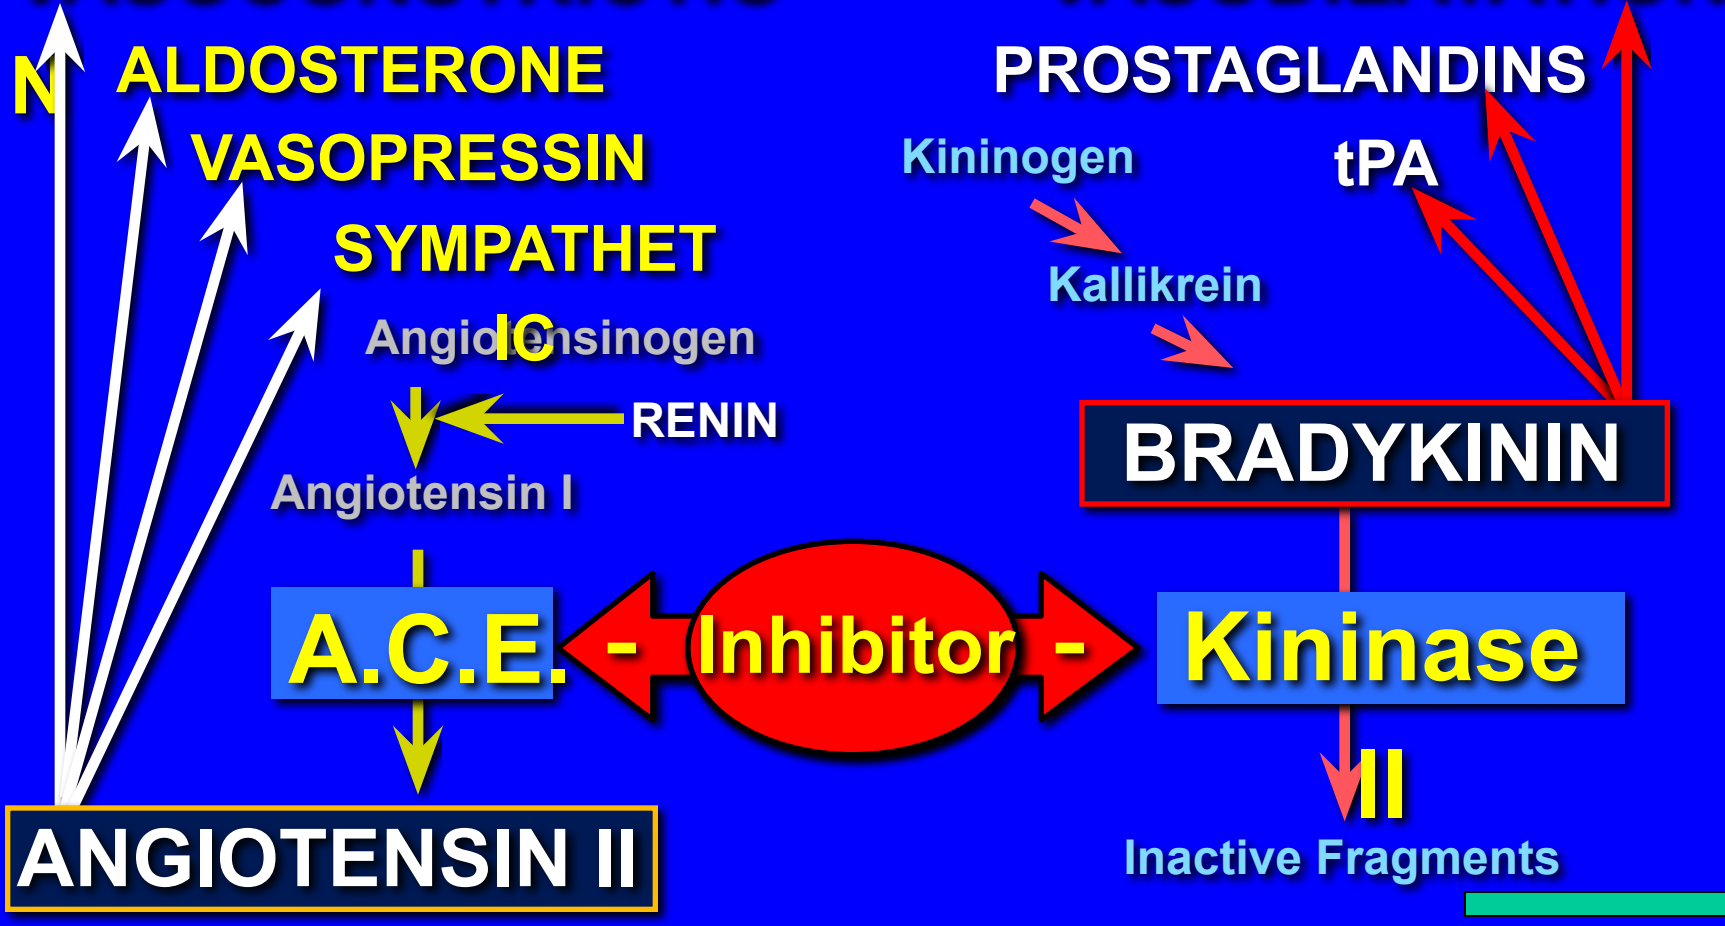 N
ALDOSTERONE
VASOPRESSIN
SYMPATHET
IC
Angiotensinogen
RENIN
Angiotensin I
A.C.E.
ANGIOTENSIN II
- Inhibitor -
PROSTAGLANDINS
tPA
Kininogen
Kallikrein
BRADYKININ
Kininase
II
Inactive Fragments